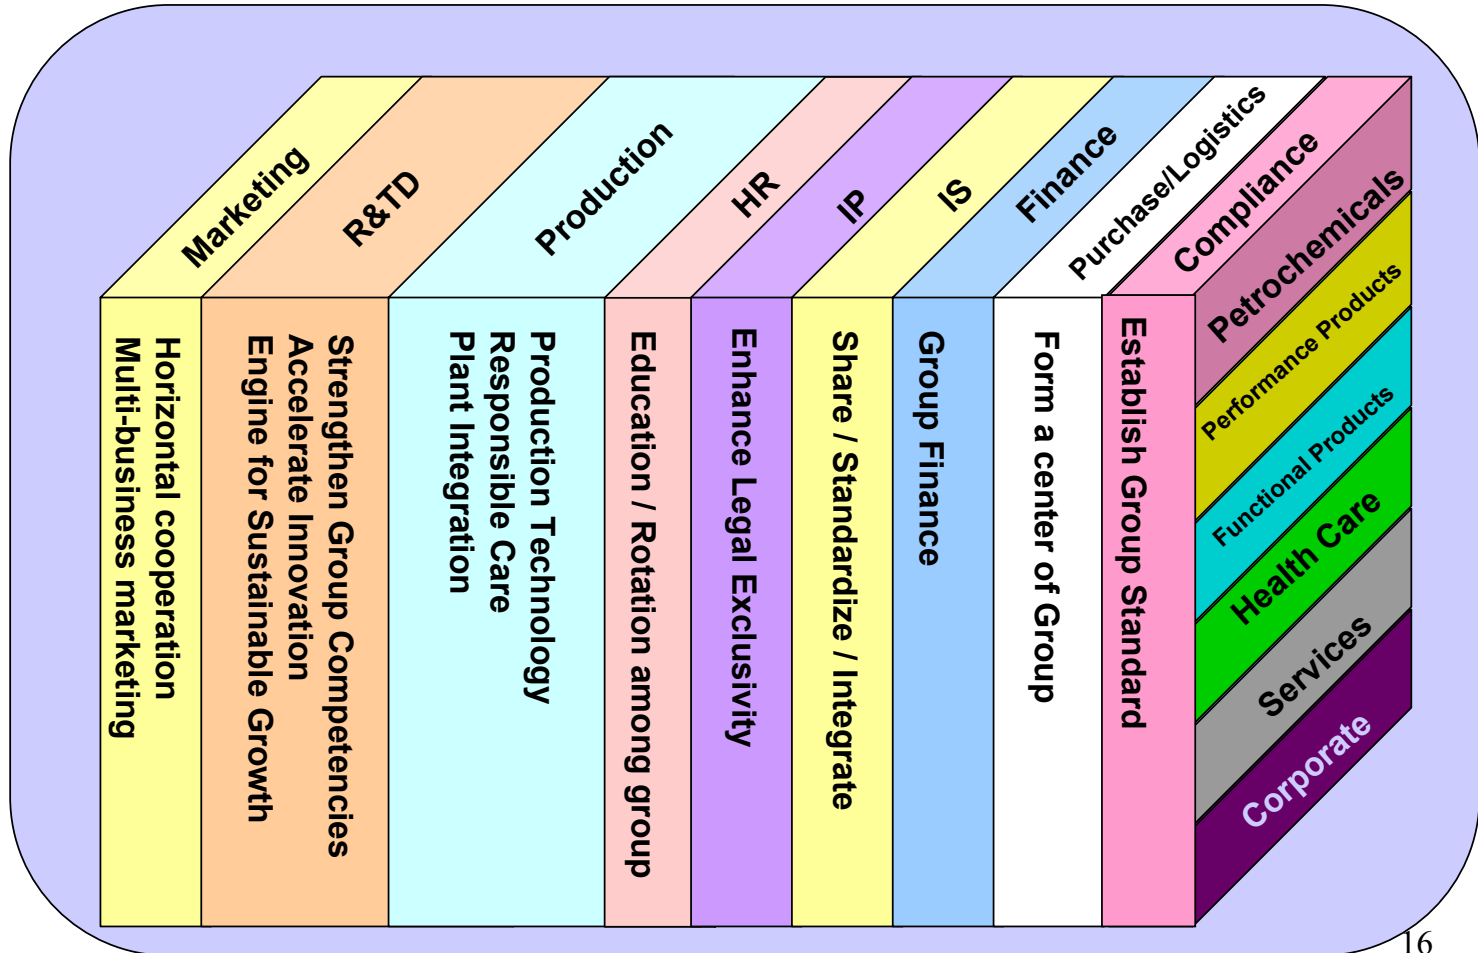 Marketing
R&TD
Production
HR
IP
IS
Finance
Purchase/Logistics
Compliance
Horizontal cooperation
Multi-business marketing
Strengthen Group Competencies
Accelerate Innovation
Engine for Sustainable Growth
Production Technology
Responsible Care
Plant Integration
Education / Rotation among group
Enhance Legal Exclusivity
Share / Standardize / Integrate
Group Finance
Form a center of Group
Establish Group Standard
Petrochemicals
Performance Products
Functional Products
Health Care
Services
Corporate
16